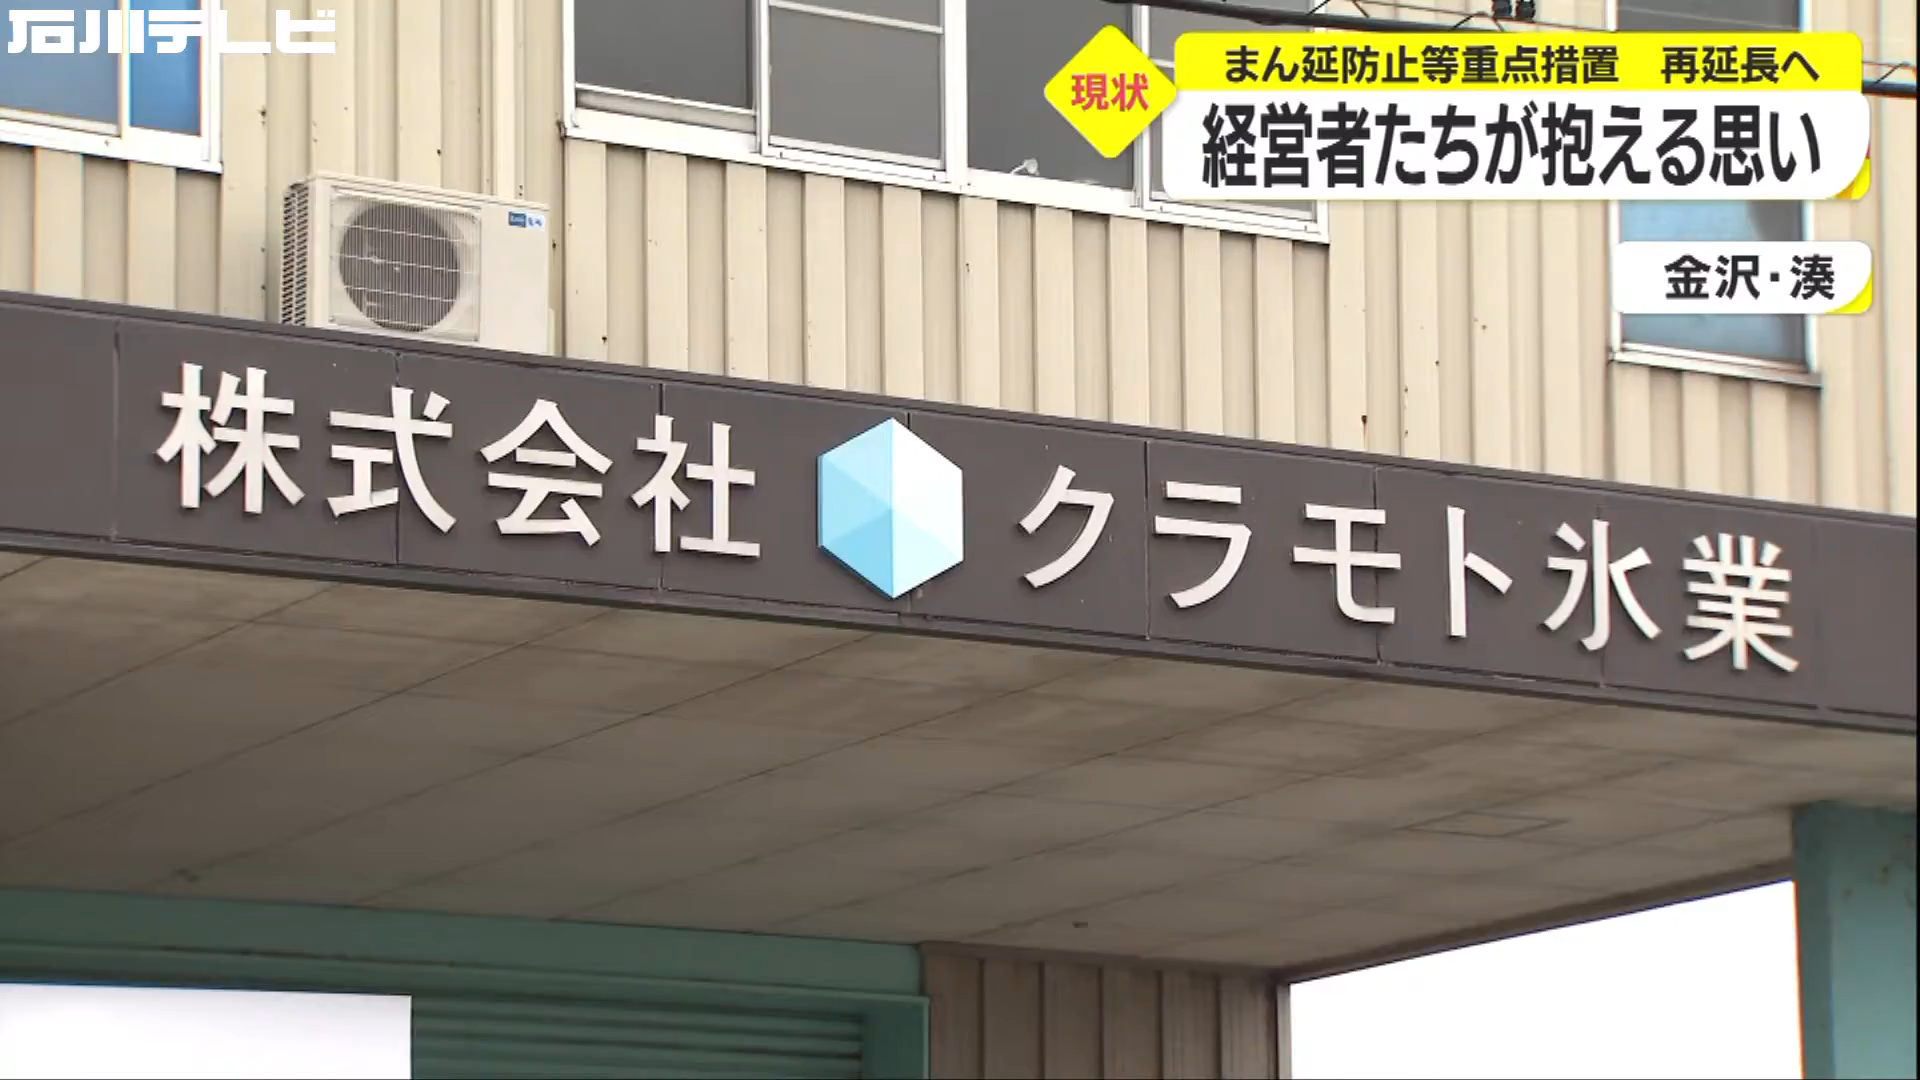 石川テレビ
まん延防止等重点措置　再延長へ
現状
経営者たちが抱える思い
金沢・湊
株式会社 クラモト氷業